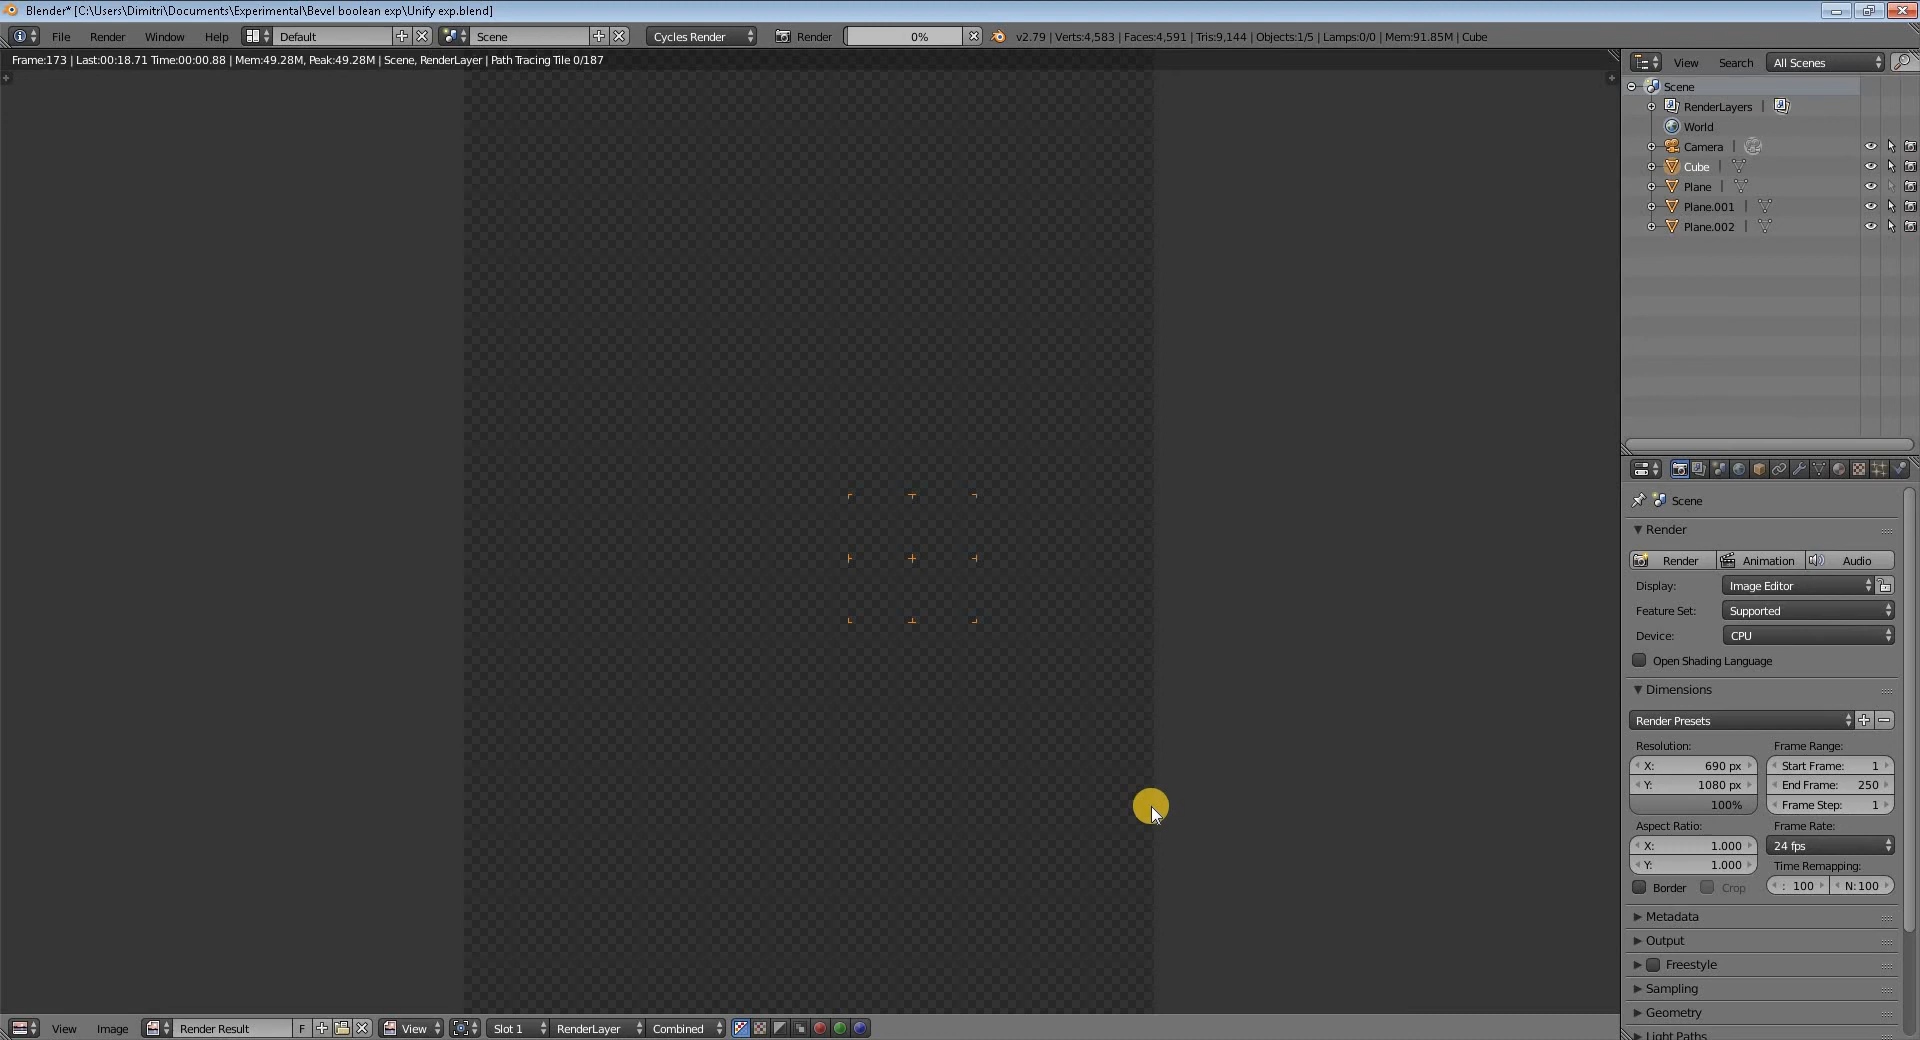 Blender* [C:\Users\Dimitri\Documents\Experimental\Bevel boolean exp\Unify exp.blend]
File Render Window Help Default Scene Cycles Render Render 0% v2.79 | Verts:4,583 | Faces:4,591 | Tris:9,144 | Objects:1/5 | Lamps:0/0 | Mem:91.85M | Cube
Frame:173 | Last:00:18.71 Time:00:00.88 | Mem:49.28M, Peak:49.28M | Scene, RenderLayer | Path Tracing Tile 0/187
View Search All Scenes
Scene
RenderLayers |
World
Camera |
Cube |
Plane |
Plane.001 |
Plane.002 |
Scene
Render
Render Animation Audio
Display: Image Editor
Feature Set: Supported
Device: CPU
Open Shading Language
Dimensions
Render Presets
Resolution: Frame Range:
X: 690 px Start Frame: 1
Y: 1080 px End Frame: 250
100% Frame Step: 1
Aspect Ratio: Frame Rate:
X: 1.000 24 fps
Y: 1.000 Time Remapping:
Border Crop : 100 N:100
Metadata
Output
Freestyle
Sampling
Geometry
Light Paths
View Image Render Result F View Slot 1 RenderLayer Combined